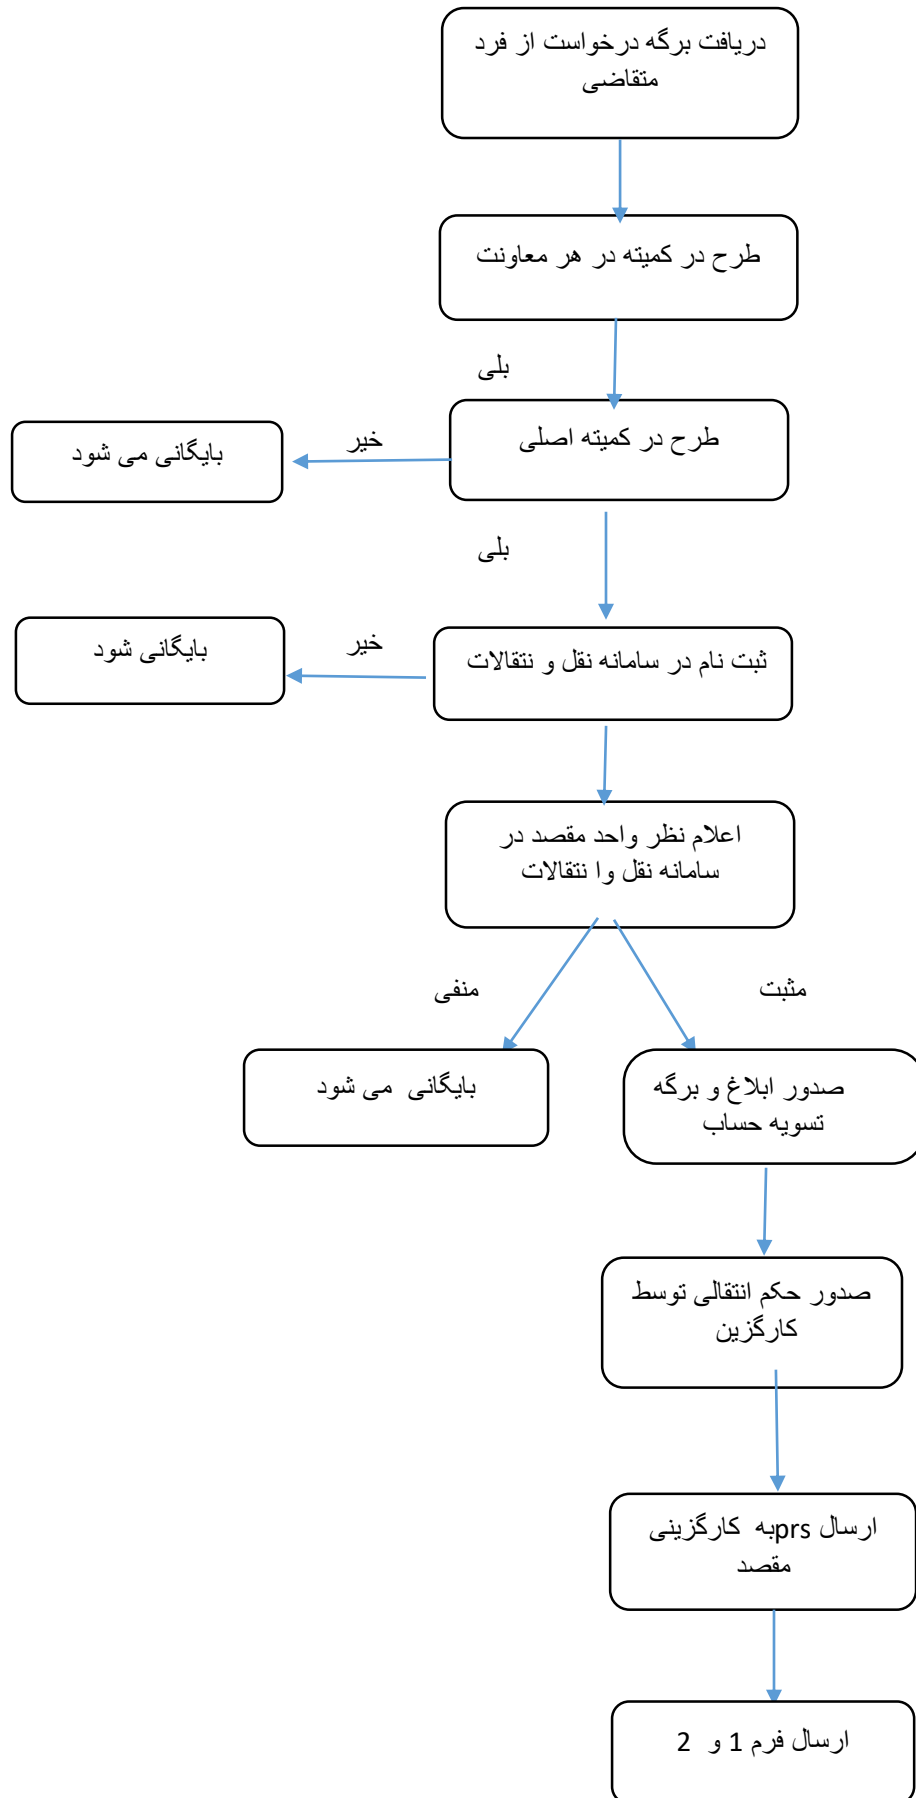 دریافت برگه درخواست از فرد
متقاضی
طرح در کمیته در هر معاونت
بلی
طرح در کمیته اصلی
خیر
بایگانی می شود
بلی
ثبت نام در سامانه نقل و نتقالات
خیر
بایگانی شود
اعلام نظر واحد مقصد در
سامانه نقل وا نتقالات
مثبت
منفی
صدور ابلاغ و برگه
تسویه حساب
بایگانی می شود
صدور حکم انتقالی توسط
کارگزین
ارسال prsبه کارگزینی
مقصد
ارسال فرم 1 و 2